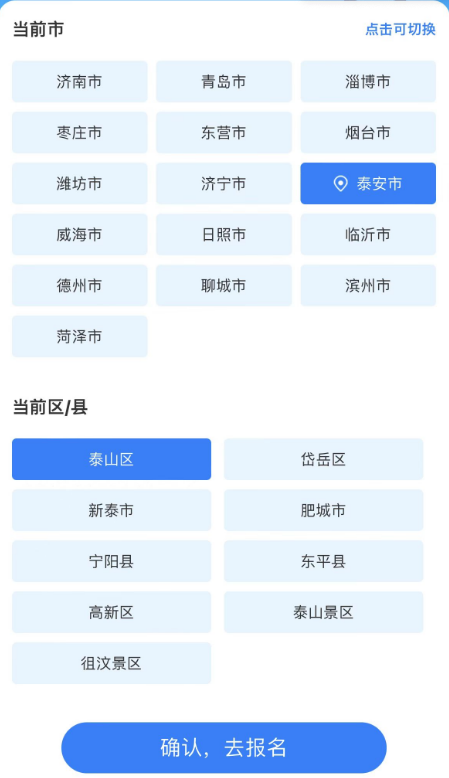 当前市 点击可切换
济南市 青岛市 淄博市
枣庄市 东营市 烟台市
潍坊市 济宁市 泰安市
威海市 日照市 临沂市
德州市 聊城市 滨州市
菏泽市
当前区/县
泰山区 岱岳区
新泰市 肥城市
宁阳县 东平县
高新区 泰山景区
徂汶景区
确认，去报名